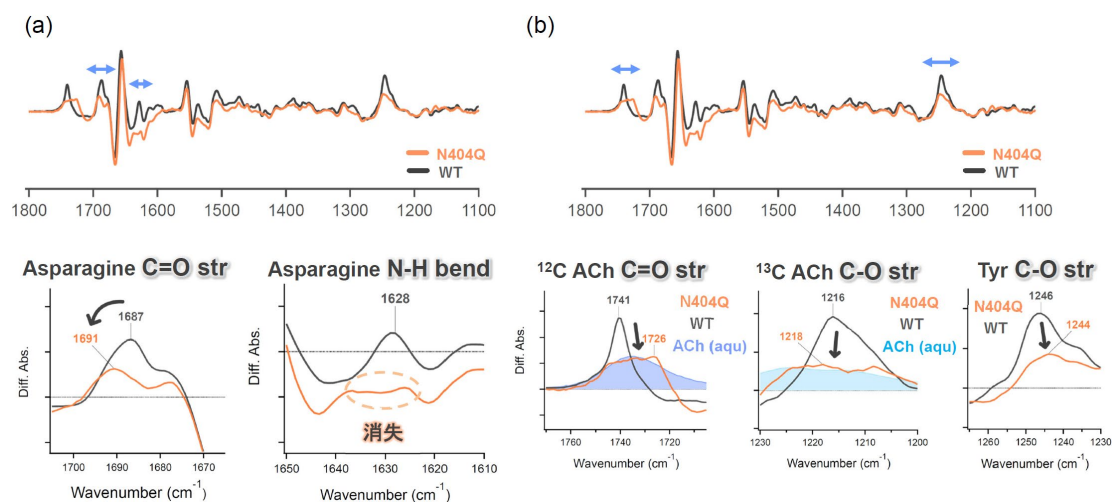 (a)
N404Q
WT
1800 1700 1600 1500 1400 1300 1200 1100
Asparagine C=O str
1687
1691
Diff. Abs.
1700 1690 1680 1670
Wavenumber (cm⁻¹)
Asparagine N-H bend
1628
消失
Diff. Abs.
1650 1640 1630 1620 1610
Wavenumber (cm⁻¹)
(b)
N404Q
WT
1800 1700 1600 1500 1400 1300 1200 1100
¹²C ACh C=O str
1741
N404Q
WT
1726
ACh (aqu)
Diff. Abs.
1760 1740 1720
Wavenumber (cm⁻¹)
¹³C ACh C-O str
1216
N404Q
WT
1218
ACh (aqu)
Diff. Abs.
1230 1220 1210 1200
Wavenumber (cm⁻¹)
Tyr C-O str
N404Q
1246
WT
1244
Diff. Abs.
1260 1250 1240 1230
Wavenumber (cm⁻¹)